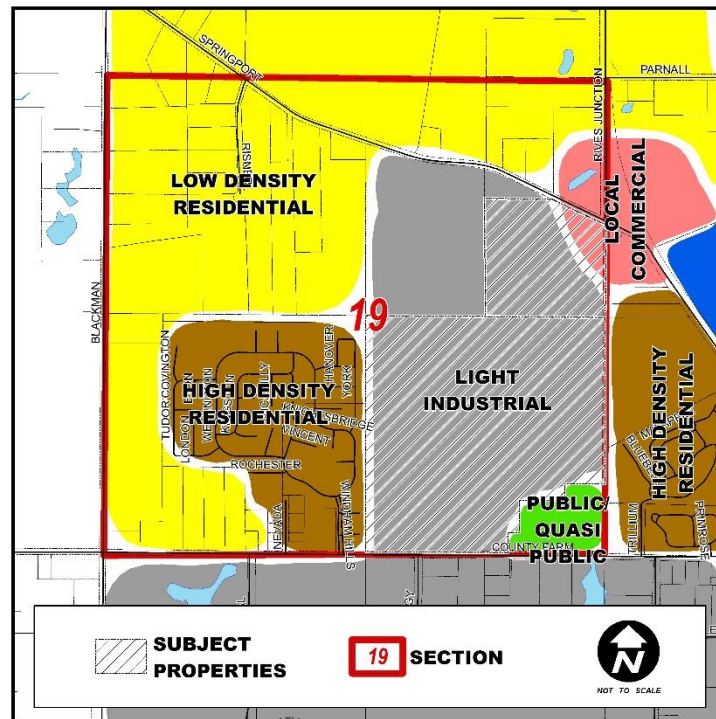 SPRINGPORT
PARNALL
RIVES JUNCTION
LOW DENSITY
RESIDENTIAL
LOCAL
COMMERCIAL
BLACKMAN
19
TUDOR
COVINGTON
LONDON
HANOVER
YORK
HIGH DENSITY
RESIDENTIAL
VINCENT
ROCHESTER
NEVADA
WINDHAM HILLS
LIGHT
INDUSTRIAL
HIGH DENSITY
RESIDENTIAL
TRILLIUM
PRIMROSE
PUBLIC/
QUASI
PUBLIC
COUNTY FARM
SUBJECT
PROPERTIES
19 SECTION
N
NOT TO SCALE